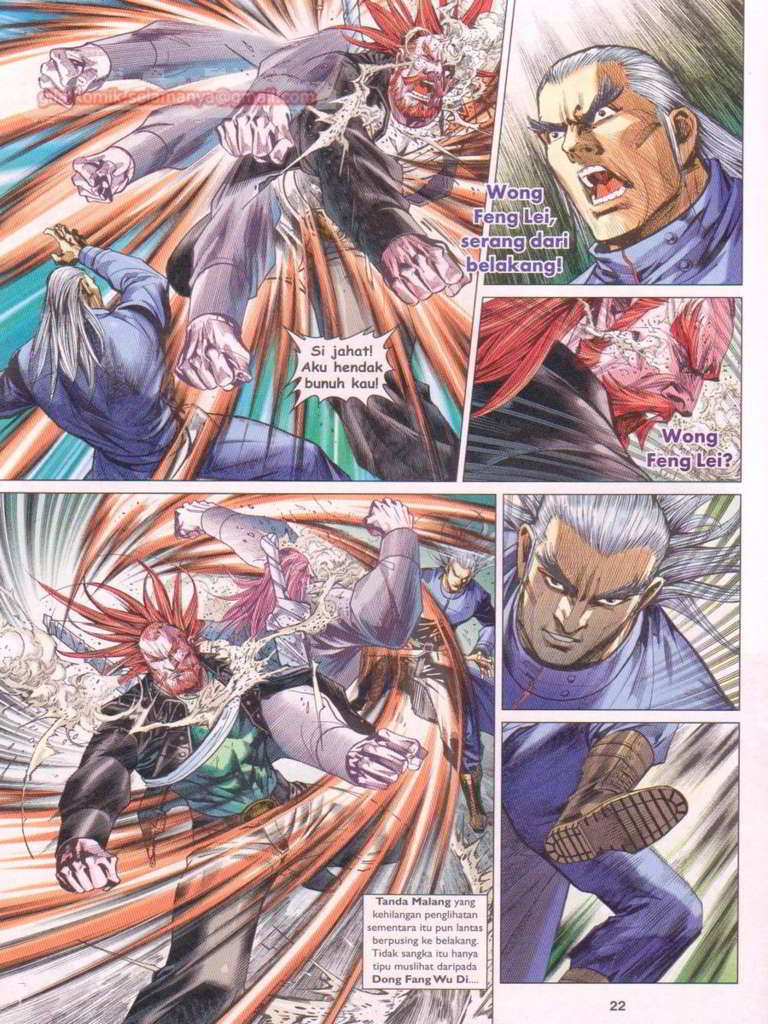 Wong
Feng Lei,
serang dari
belakang!
Si jahat!
Aku hendak
bunuh kau!
Wong
Feng Lei?
Tanda Malang yang
kehilangan penglihatan
sementara itu pun lantas
berpusing ke belakang.
Tidak sangka itu hanya
tipu muslihat daripada
Dong Fang Wu Di....
22